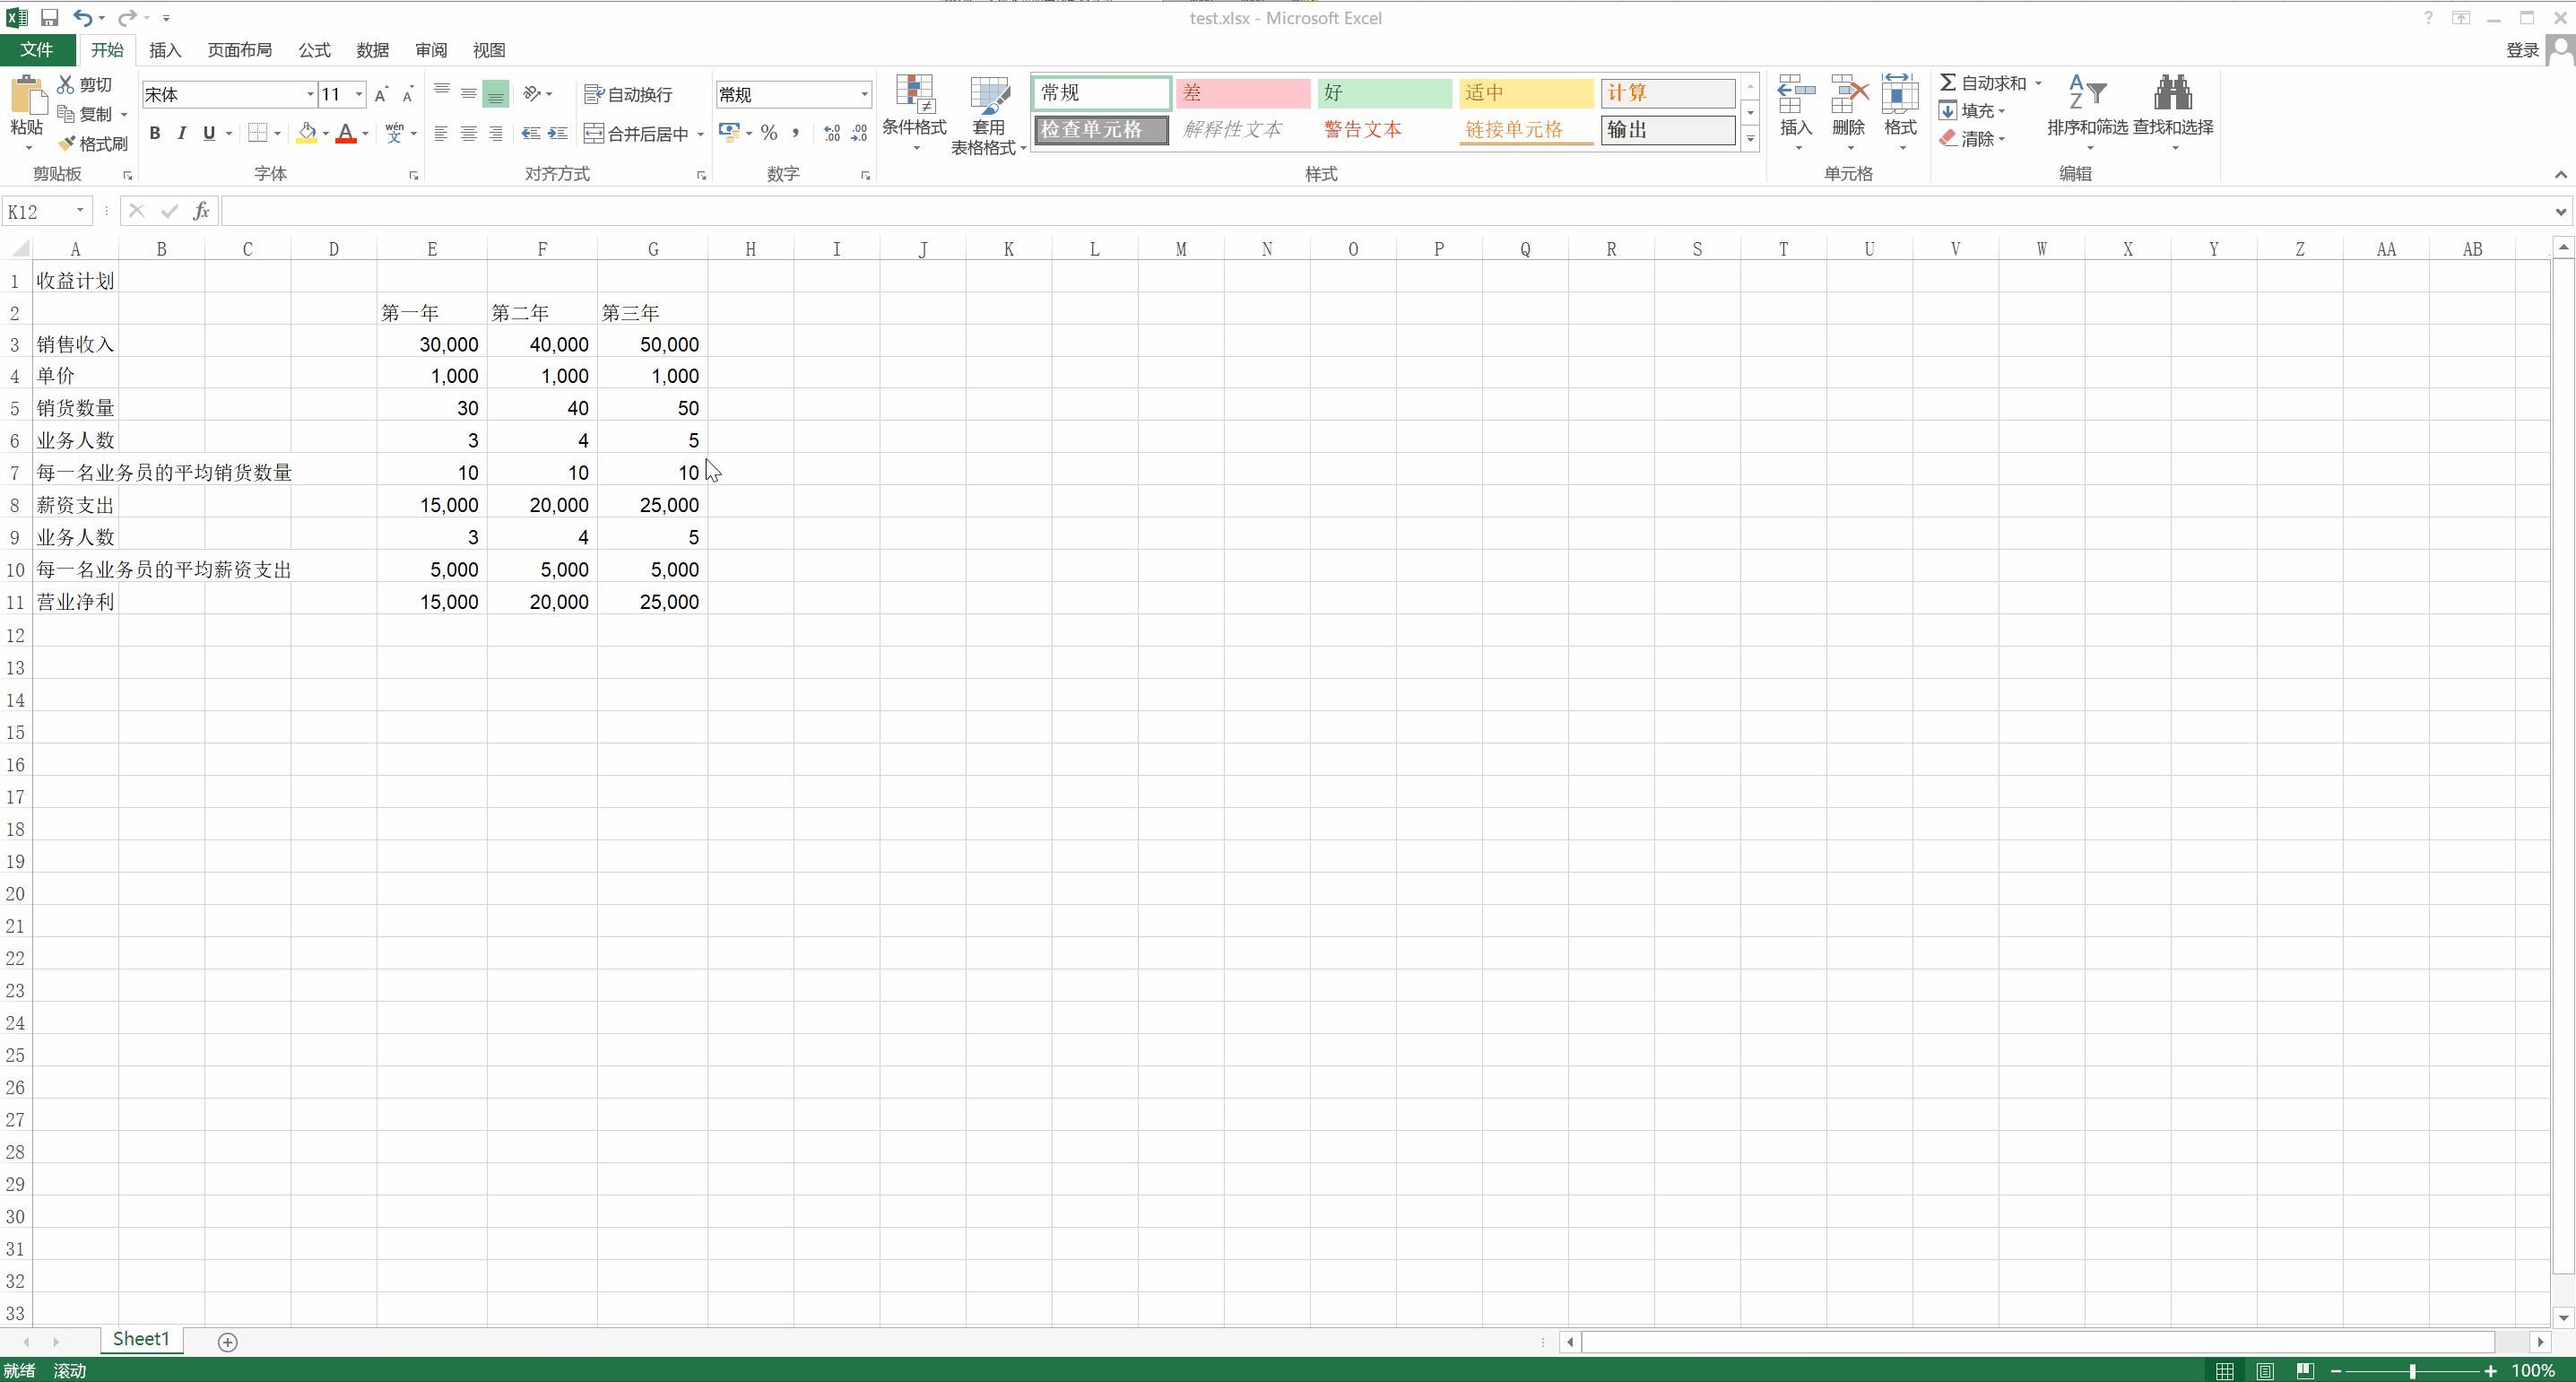 test.xlsx - Microsoft Excel
文件 开始 插入 页面布局 公式 数据 审阅 视图 登录
粘贴 剪切 复制 格式刷 剪贴板
宋体 11 B I U A wén 文 字体
自动换行 合并后居中 对齐方式
常规 % , 数字
条件格式 套用 表格格式
常规 差 好 适中 计算
检查单元格 解释性文本 警告文本 链接单元格 输出
样式
插入 删除 格式 单元格
Σ 自动求和 填充 清除 排序和筛选 查找和选择 编辑
K12 fx
A B C D E F G H I J K L M N O P Q R S T U V W X Y Z AA AB
1 收益计划
2 第一年 第二年 第三年
3 销售收入 30,000 40,000 50,000
4 单价 1,000 1,000 1,000
5 销货数量 30 40 50
6 业务人数 3 4 5
7 每一名业务员的平均销货数量 10 10 10
8 薪资支出 15,000 20,000 25,000
9 业务人数 3 4 5
10 每一名业务员的平均薪资支出 5,000 5,000 5,000
11 营业净利 15,000 20,000 25,000
12
13
14
15
16
17
18
19
20
21
22
23
24
25
26
27
28
29
30
31
32
33
Sheet1
就绪 滚动 100%